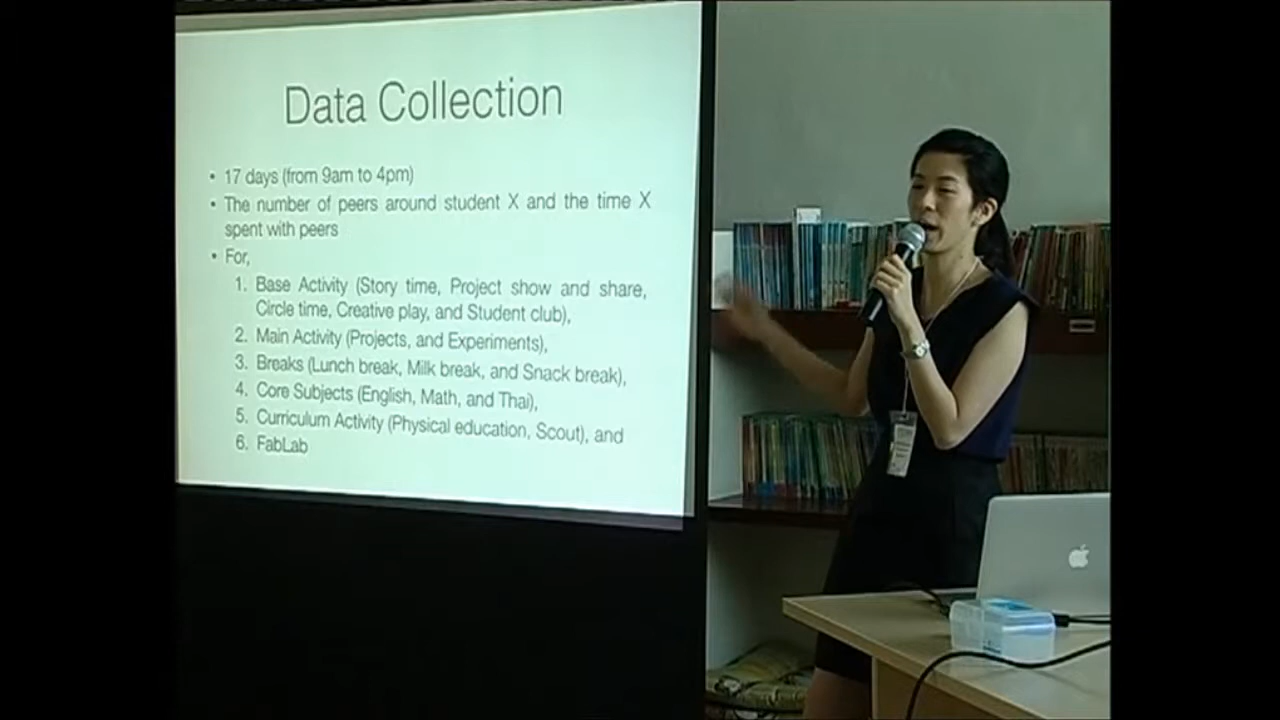 Data Collection
• 17 days (from 9am to 4pm)
• The number of peers around student X and the time X
spent with peers
• For,
1. Base Activity (Story time, Project show and share,
Circle time, Creative play, and Student club),
2. Main Activity (Projects, and Experiments),
3. Breaks (Lunch break, Milk break, and Snack break),
4. Core Subjects (English, Math, and Thai),
5. Curriculum Activity (Physical education, Scout), and
6. FabLab